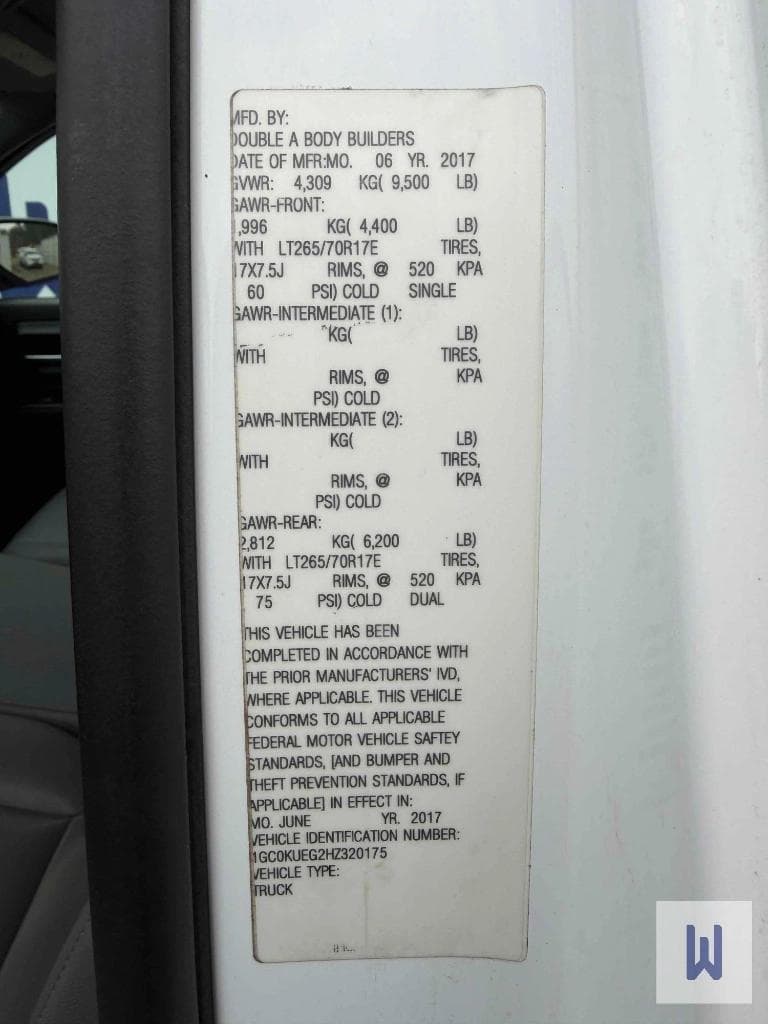 MFD. BY:
DOUBLE A BODY BUILDERS
DATE OF MFR:MO. 06 YR. 2017
GVWR: 4,309 KG( 9,500 LB)
GAWR-FRONT:
1,996 KG( 4,400 LB)
WITH LT265/70R17E TIRES,
17X7.5J RIMS, @ 520 KPA
60 PSI) COLD SINGLE
GAWR-INTERMEDIATE (1):
KG( LB)
WITH TIRES,
RIMS, @ KPA
PSI) COLD
GAWR-INTERMEDIATE (2):
KG( LB)
WITH TIRES,
RIMS, @ KPA
PSI) COLD
GAWR-REAR:
2,812 KG( 6,200 LB)
WITH LT265/70R17E TIRES,
17X7.5J RIMS, @ 520 KPA
75 PSI) COLD DUAL
THIS VEHICLE HAS BEEN
COMPLETED IN ACCORDANCE WITH
THE PRIOR MANUFACTURERS' IVD,
WHERE APPLICABLE. THIS VEHICLE
CONFORMS TO ALL APPLICABLE
FEDERAL MOTOR VEHICLE SAFTEY
STANDARDS, [AND BUMPER AND
THEFT PREVENTION STANDARDS, IF
APPLICABLE] IN EFFECT IN:
MO. JUNE YR. 2017
VEHICLE IDENTIFICATION NUMBER:
1GC0KUEG2HZ320175
VEHICLE TYPE:
TRUCK
W